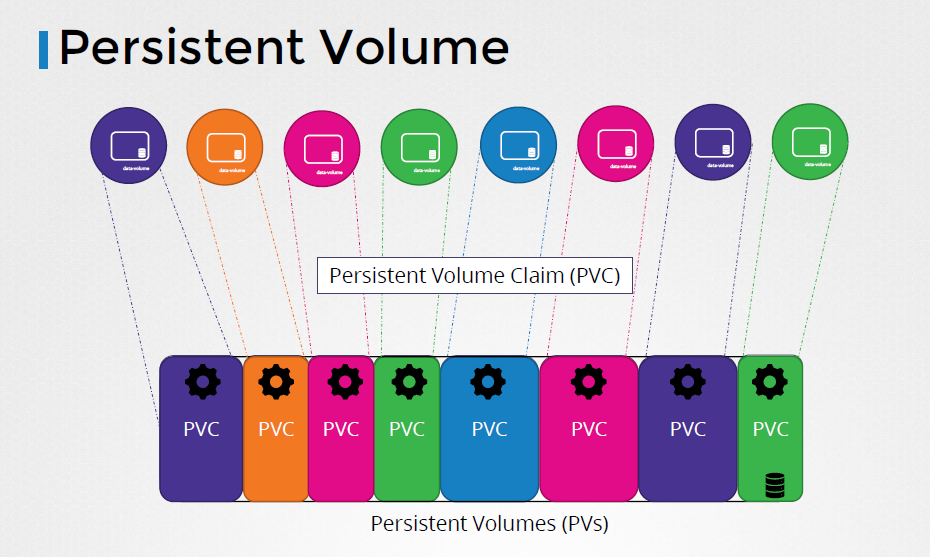 Persistent Volume
data-volume
data-volume
data-volume
data-volume
data-volume
data-volume
data-volume
data-volume
Persistent Volume Claim (PVC)
PVC
PVC
PVC
PVC
PVC
PVC
PVC
PVC
Persistent Volumes (PVs)